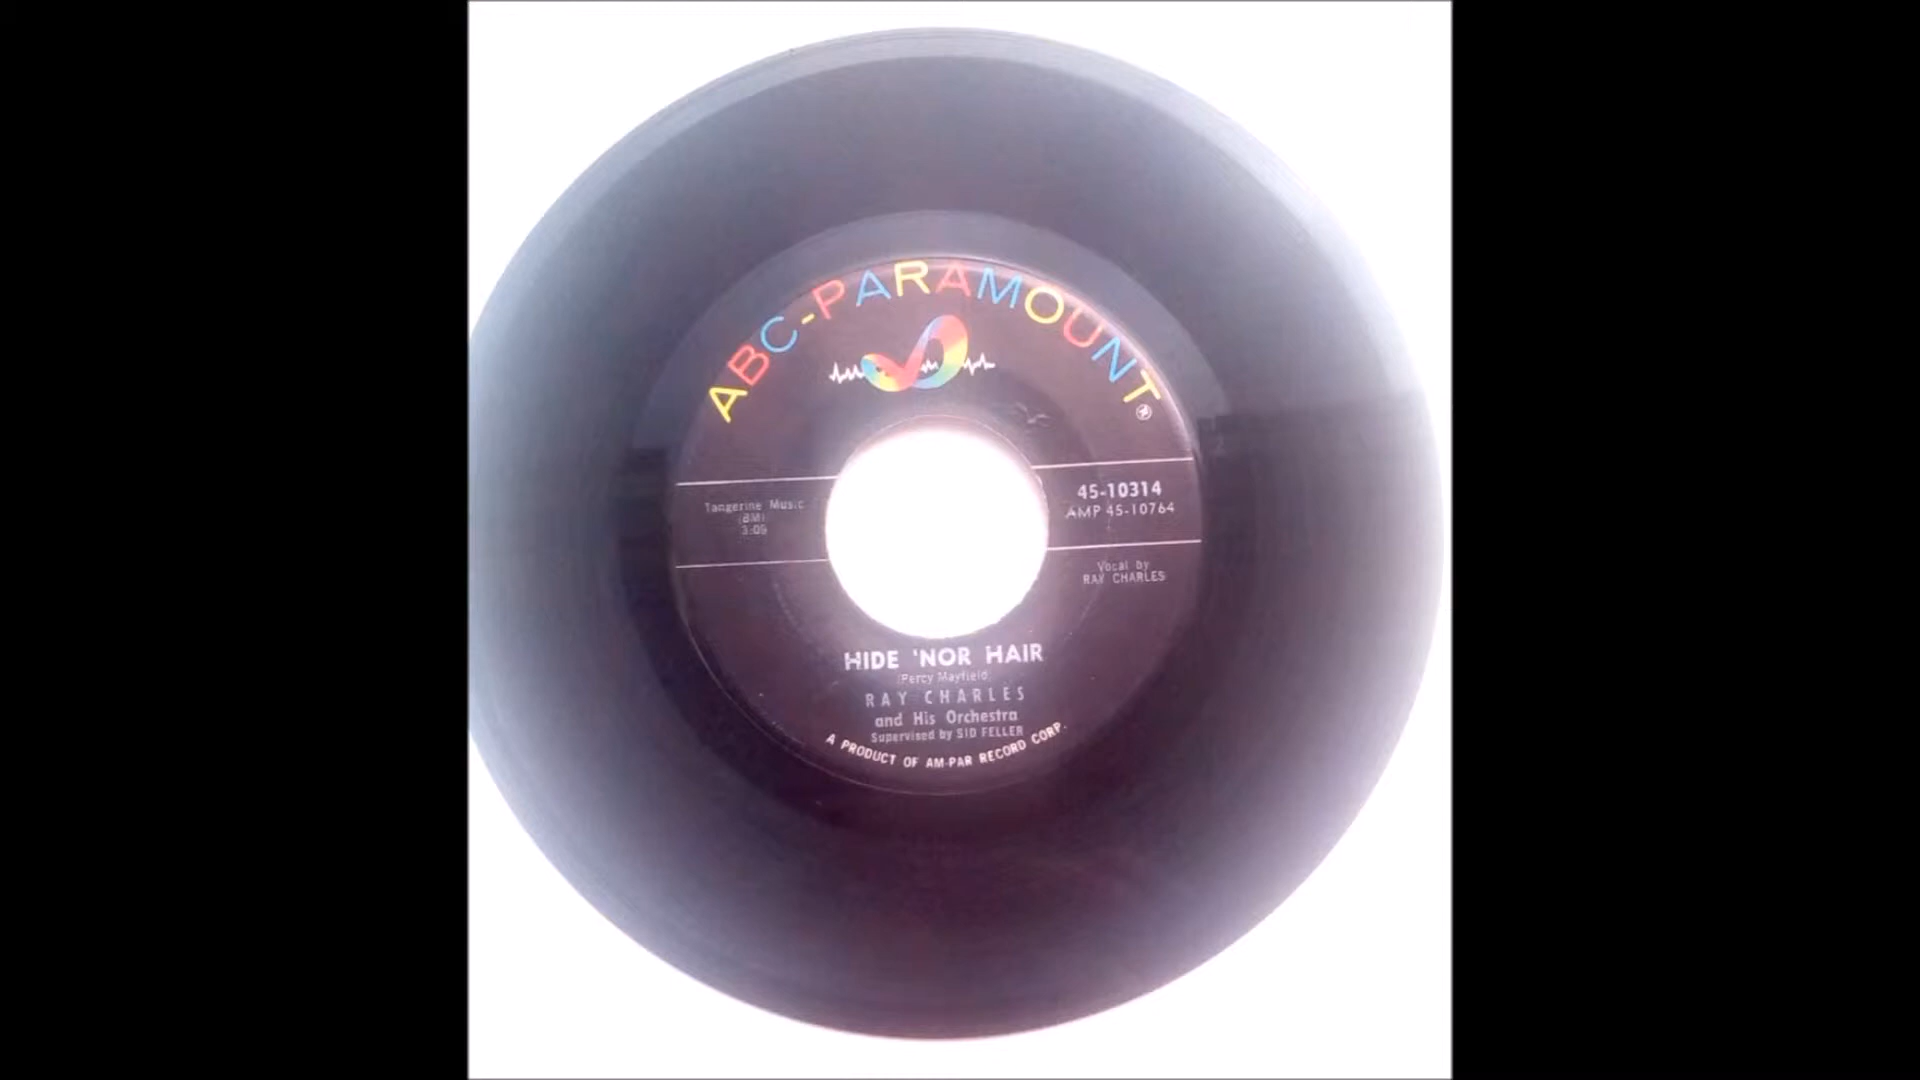 ABC-PARAMOUNT
Tangerine Music
(BMI)
3:09
45-10314
AMP 45-10764
Vocal by
RAY CHARLES
HIDE 'NOR HAIR
(Percy Mayfield)
RAY CHARLES
and His Orchestra
Supervised by SID FELLER
A PRODUCT OF AM-PAR RECORD CORP.